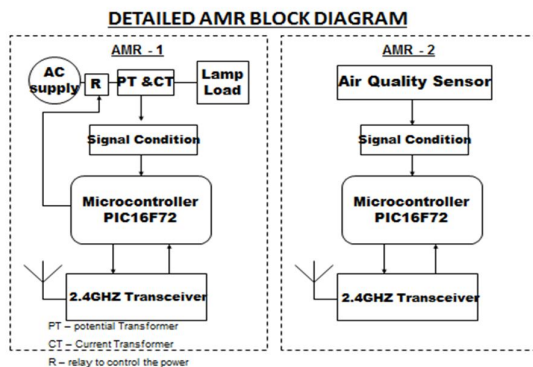 DETAILED AMR BLOCK DIAGRAM
AMR - 1
AC
supply
R
PT &CT
Lamp
Load
Signal Condition
Microcontroller
PIC16F72
2.4GHZ Transceiver
PT – potential Transformer
CT – Current Transformer
R – relay to control the power
AMR - 2
Air Quality Sensor
Signal Condition
Microcontroller
PIC16F72
2.4GHZ Transceiver